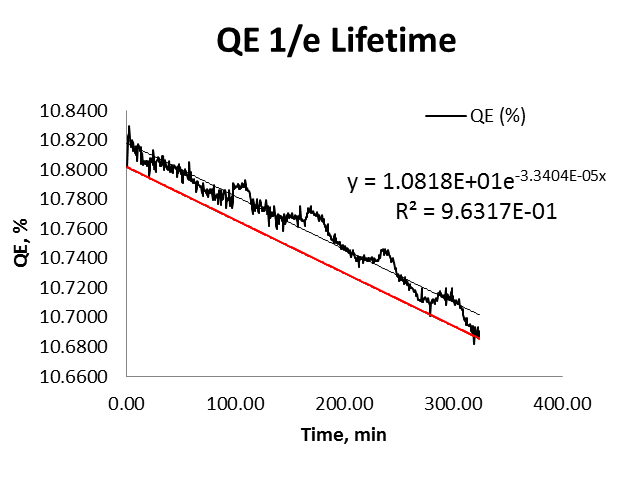 QE 1/e Lifetime
QE, %
10.8400
10.8200
10.8000
10.7800
10.7600
10.7400
10.7200
10.7000
10.6800
10.6600
QE (%)
y = 1.0818E+01e-3.3404E-05x
R² = 9.6317E-01
0.00 100.00 200.00 300.00 400.00
Time, min